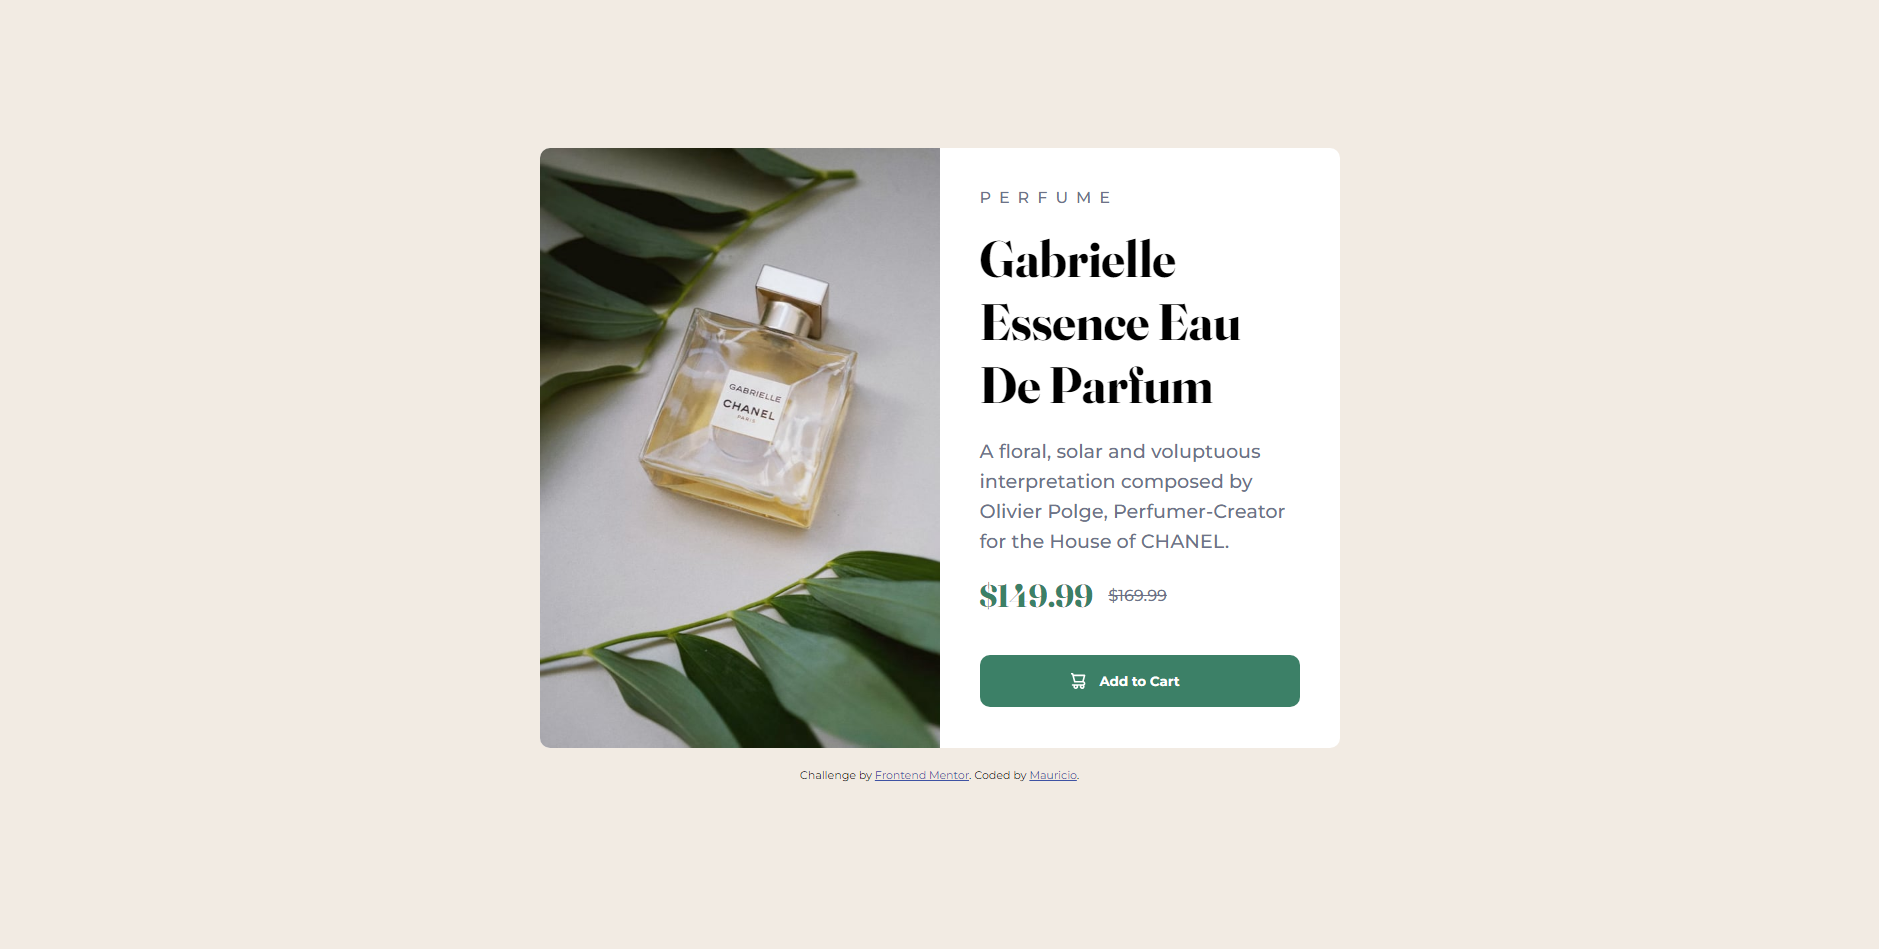 GABRIELLE
CHANEL
PARIS
PERFUME
Gabrielle
Essence Eau
De Parfum
A floral, solar and voluptuous
interpretation composed by
Olivier Polge, Perfumer-Creator
for the House of CHANEL.
$149.99 $169.99
Add to Cart
Challenge by Frontend Mentor. Coded by Mauricio.